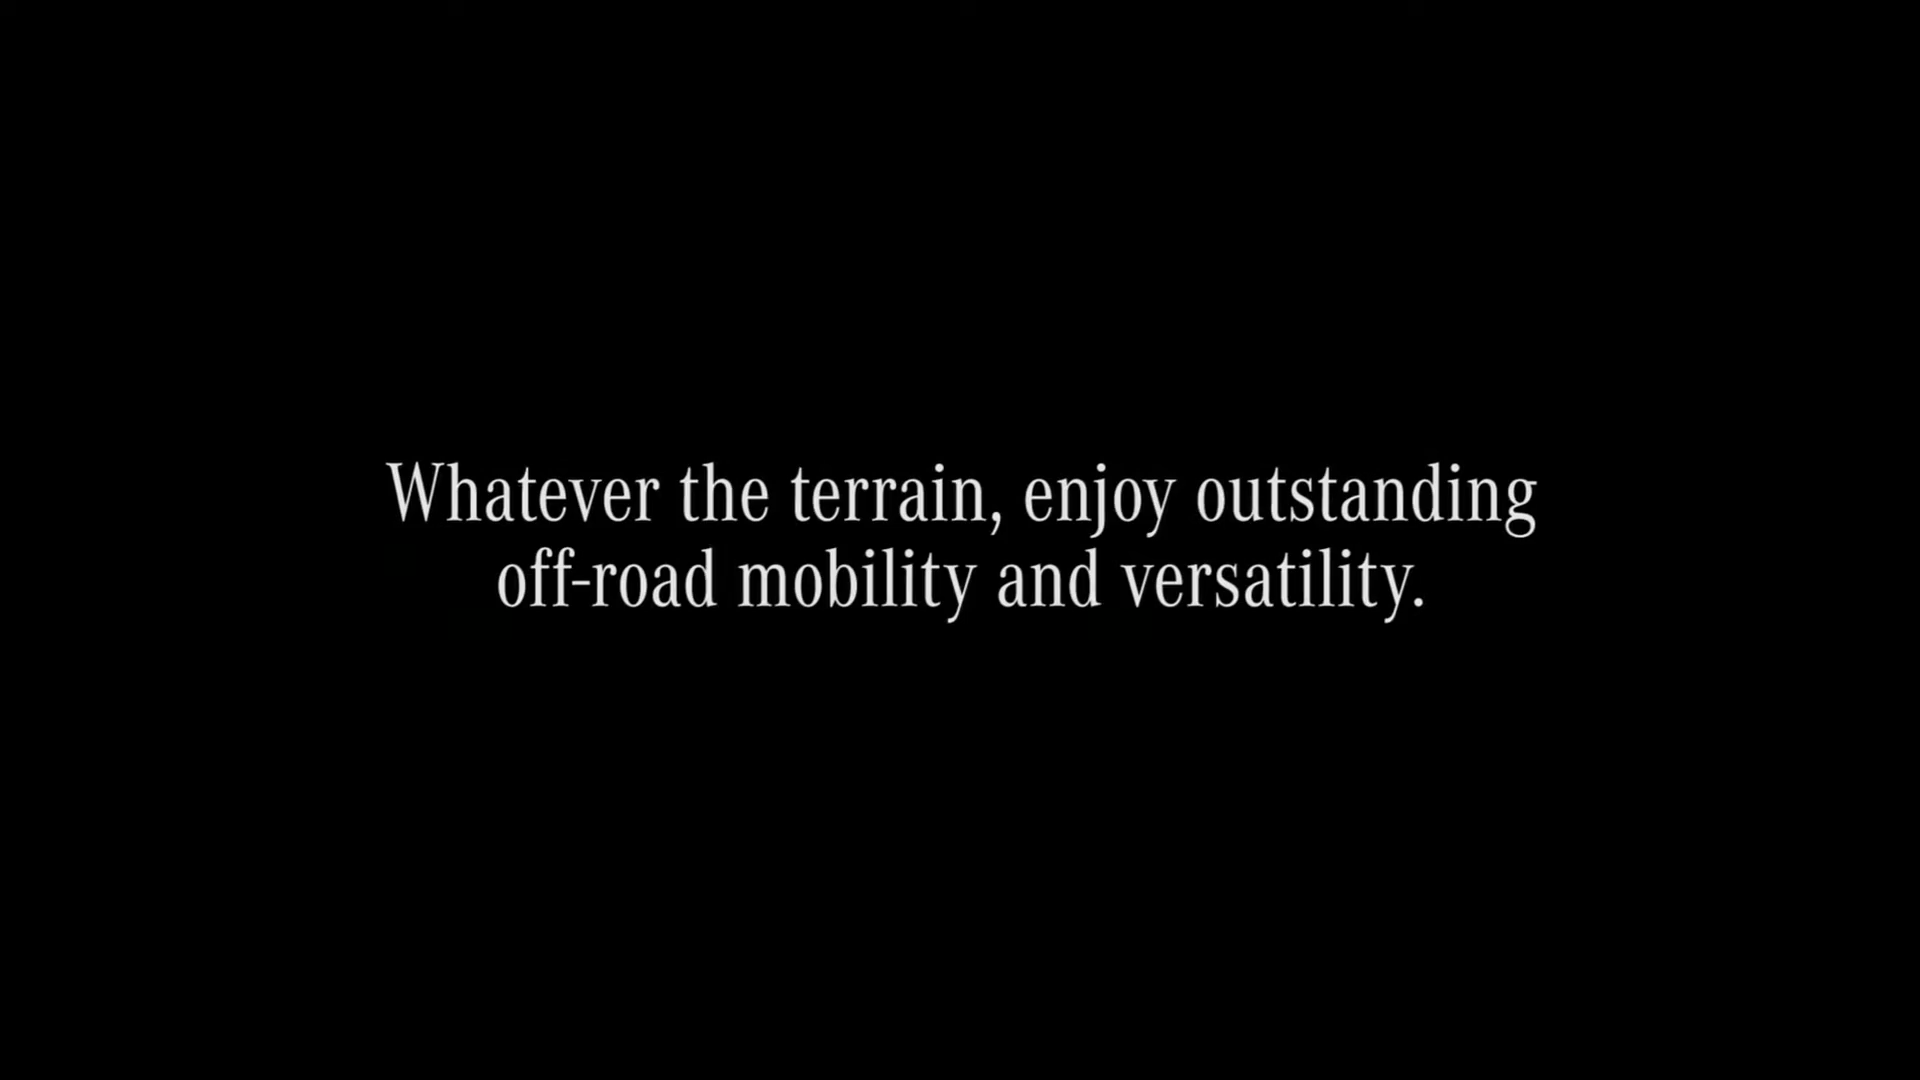 Whatever the terrain, enjoy outstanding
off-road mobility and versatility.